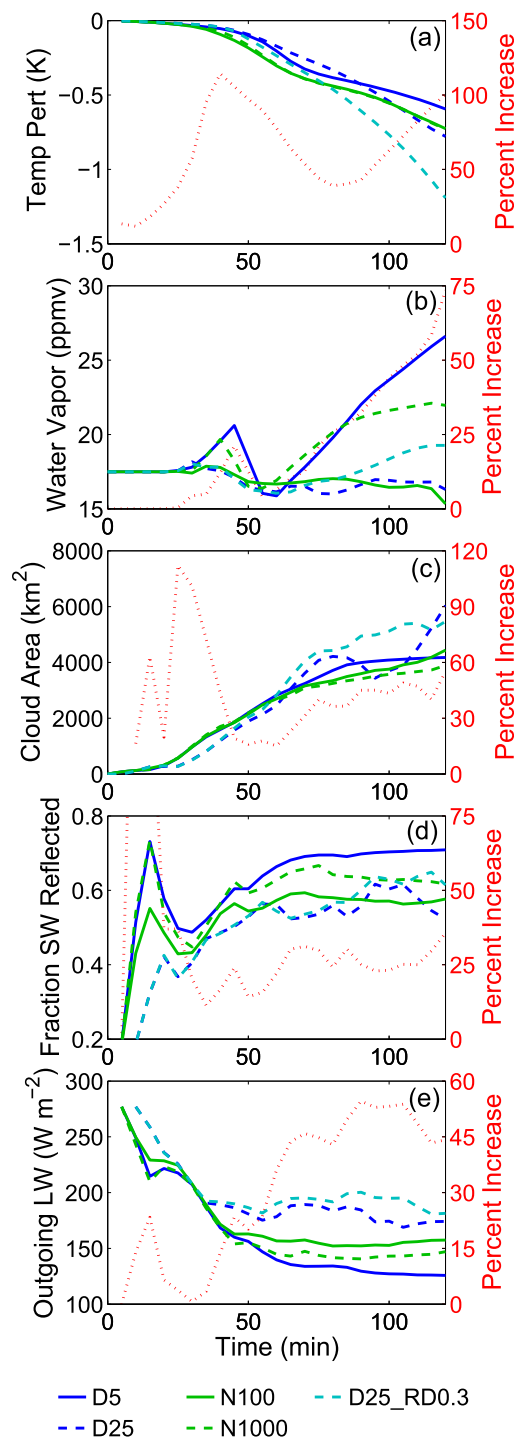 (a)
Temp Pert (K)
0
−0.5
−1
−1.5
0 50 100
150
100
50
0
Percent Increase
(b)
Water Vapor (ppmv)
30
25
20
15
0 50 100
75
50
25
0
Percent Increase
(c)
Cloud Area (km²)
8000
6000
4000
2000
0
0 50 100
120
90
60
30
0
Percent Increase
(d)
Fraction SW Reflected
0.8
0.6
0.4
0.2
0 50 100
75
50
25
0
Percent Increase
(e)
Outgoing LW (W m⁻²)
300
250
200
150
100
0 50 100
60
45
30
15
0
Percent Increase
Time (min)
D5 N100 D25_RD0.3
D25 N1000